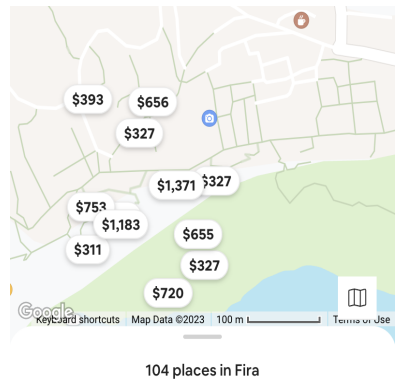 $393
$656
$327
$1,371
$327
$753
$1,183
$311
$655
$327
$720
Google
Keyboard shortcuts
Map Data ©2023
100 m
Terms of Use
104 places in Fira